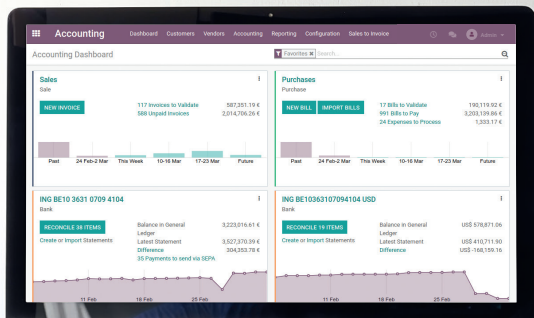 Accounting Dashboard Customers Vendors Accounting Reporting Configuration Sales to Invoice Admin
Accounting Dashboard Favorites × Search...
Sales
Sale
NEW INVOICE
117 Invoices to Validate 587,351.19 €
588 Unpaid Invoices 2,014,706.26 €
Past 24 Feb-2 Mar This Week 10-16 Mar 17-23 Mar Future
Purchases
Purchase
NEW BILL IMPORT BILLS
17 Bills to Validate 190,119.92 €
991 Bills to Pay 3,203,139.86 €
24 Expenses to Process 1,353.17 €
Past 24 Feb-2 Mar This Week 10-16 Mar 17-23 Mar Future
ING BE10 3631 0709 4104
Bank
RECONCILE 38 ITEMS
Create or Import Statements
Balance in General Ledger 3,223,016.61 €
Latest Statement 3,527,370.39 €
Difference 304,353.78 €
35 Payments to send via SEPA
11 Feb 18 Feb 25 Feb
ING BE10363107094104 USD
Bank
RECONCILE 19 ITEMS
Create or Import Statements
Balance in General Ledger US$ 578,871.06
Latest Statement US$ 410,711.90
Difference US$ -168,159.16
11 Feb 18 Feb 25 Feb